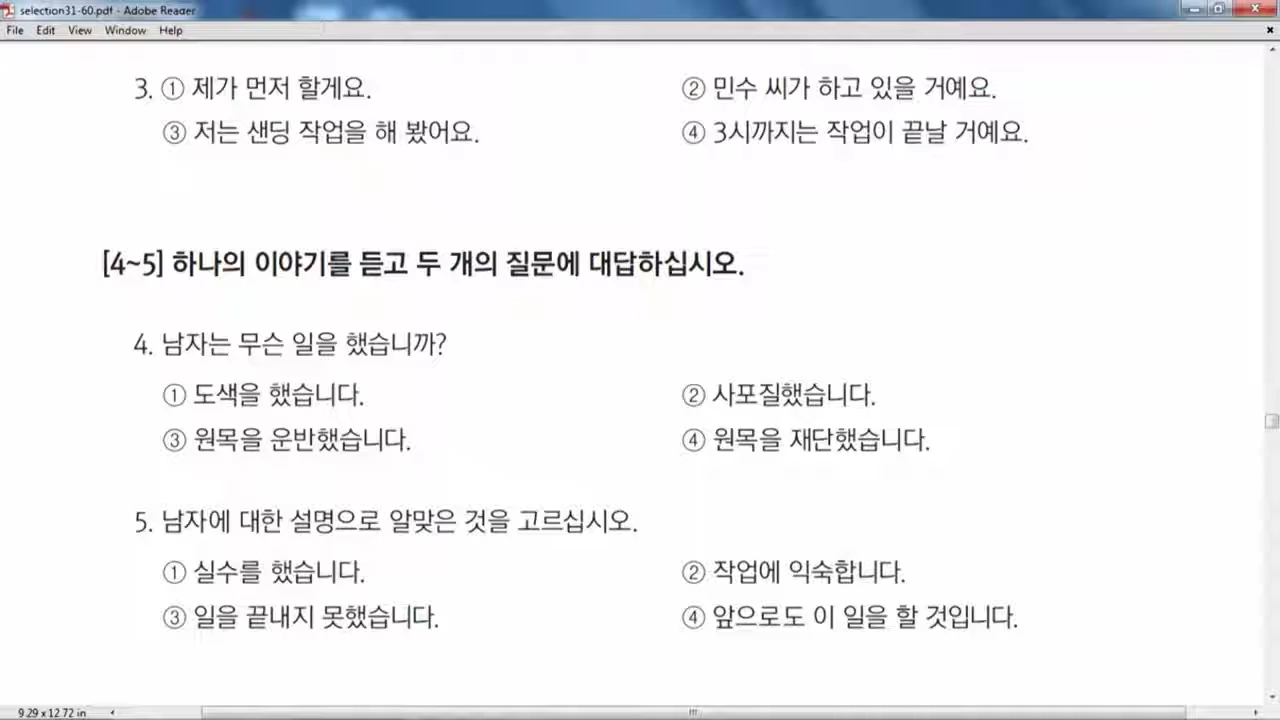 selection31-60.pdf - Adobe Reader
File Edit View Window Help
3. ① 제가 먼저 할게요. ② 민수 씨가 하고 있을 거예요.
③ 저는 샌딩 작업을 해 봤어요. ④ 3시까지는 작업이 끝날 거예요.
[4~5] 하나의 이야기를 듣고 두 개의 질문에 대답하십시오.
4. 남자는 무슨 일을 했습니까?
① 도색을 했습니다. ② 사포질했습니다.
③ 원목을 운반했습니다. ④ 원목을 재단했습니다.
5. 남자에 대한 설명으로 알맞은 것을 고르십시오.
① 실수를 했습니다. ② 작업에 익숙합니다.
③ 일을 끝내지 못했습니다. ④ 앞으로도 이 일을 할 것입니다.
9.29 x 12.72 in